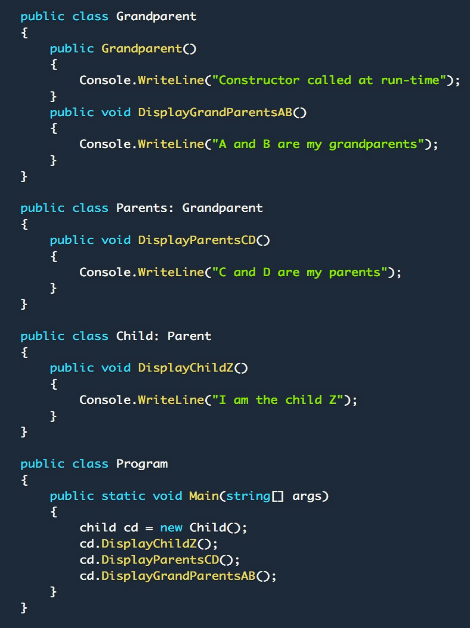 public class Grandparent
{
    public Grandparent()
    {
        Console.WriteLine("Constructor called at run-time");
    }
    public void DisplayGrandParentsAB()
    {
        Console.WriteLine("A and B are my grandparents");
    }
}

public class Parents: Grandparent
{
    public void DisplayParentsCD()
    {
        Console.WriteLine("C and D are my parents");
    }
}

public class Child: Parent
{
    public void DisplayChildZ()
    {
        Console.WriteLine("I am the child Z");
    }
}

public class Program
{
    public static void Main(string[] args)
    {
        child cd = new Child();
        cd.DisplayChildZ();
        cd.DisplayParentsCD();
        cd.DisplayGrandParentsAB();
    }
}